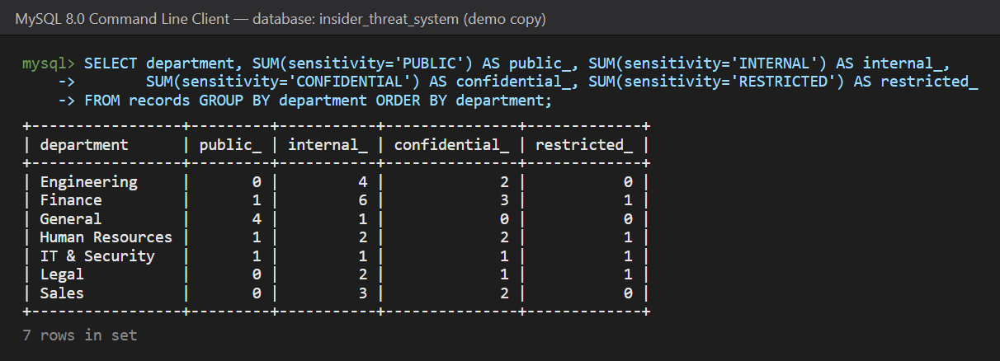 MySQL 8.0 Command Line Client — database: insider_threat_system (demo copy)
mysql> SELECT department, SUM(sensitivity='PUBLIC') AS public_, SUM(sensitivity='INTERNAL') AS internal_,
    ->        SUM(sensitivity='CONFIDENTIAL') AS confidential_, SUM(sensitivity='RESTRICTED') AS restricted_
    -> FROM records GROUP BY department ORDER BY department;
+-----------------+---------+-----------+---------------+-------------+
| department      | public_ | internal_ | confidential_ | restricted_ |
+-----------------+---------+-----------+---------------+-------------+
| Engineering     |       0 |         4 |             2 |           0 |
| Finance         |       1 |         6 |             3 |           1 |
| General         |       4 |         1 |             0 |           0 |
| Human Resources |       1 |         2 |             2 |           1 |
| IT & Security   |       1 |         1 |             1 |           1 |
| Legal           |       0 |         2 |             1 |           1 |
| Sales           |       0 |         3 |             2 |           0 |
+-----------------+---------+-----------+---------------+-------------+
7 rows in set